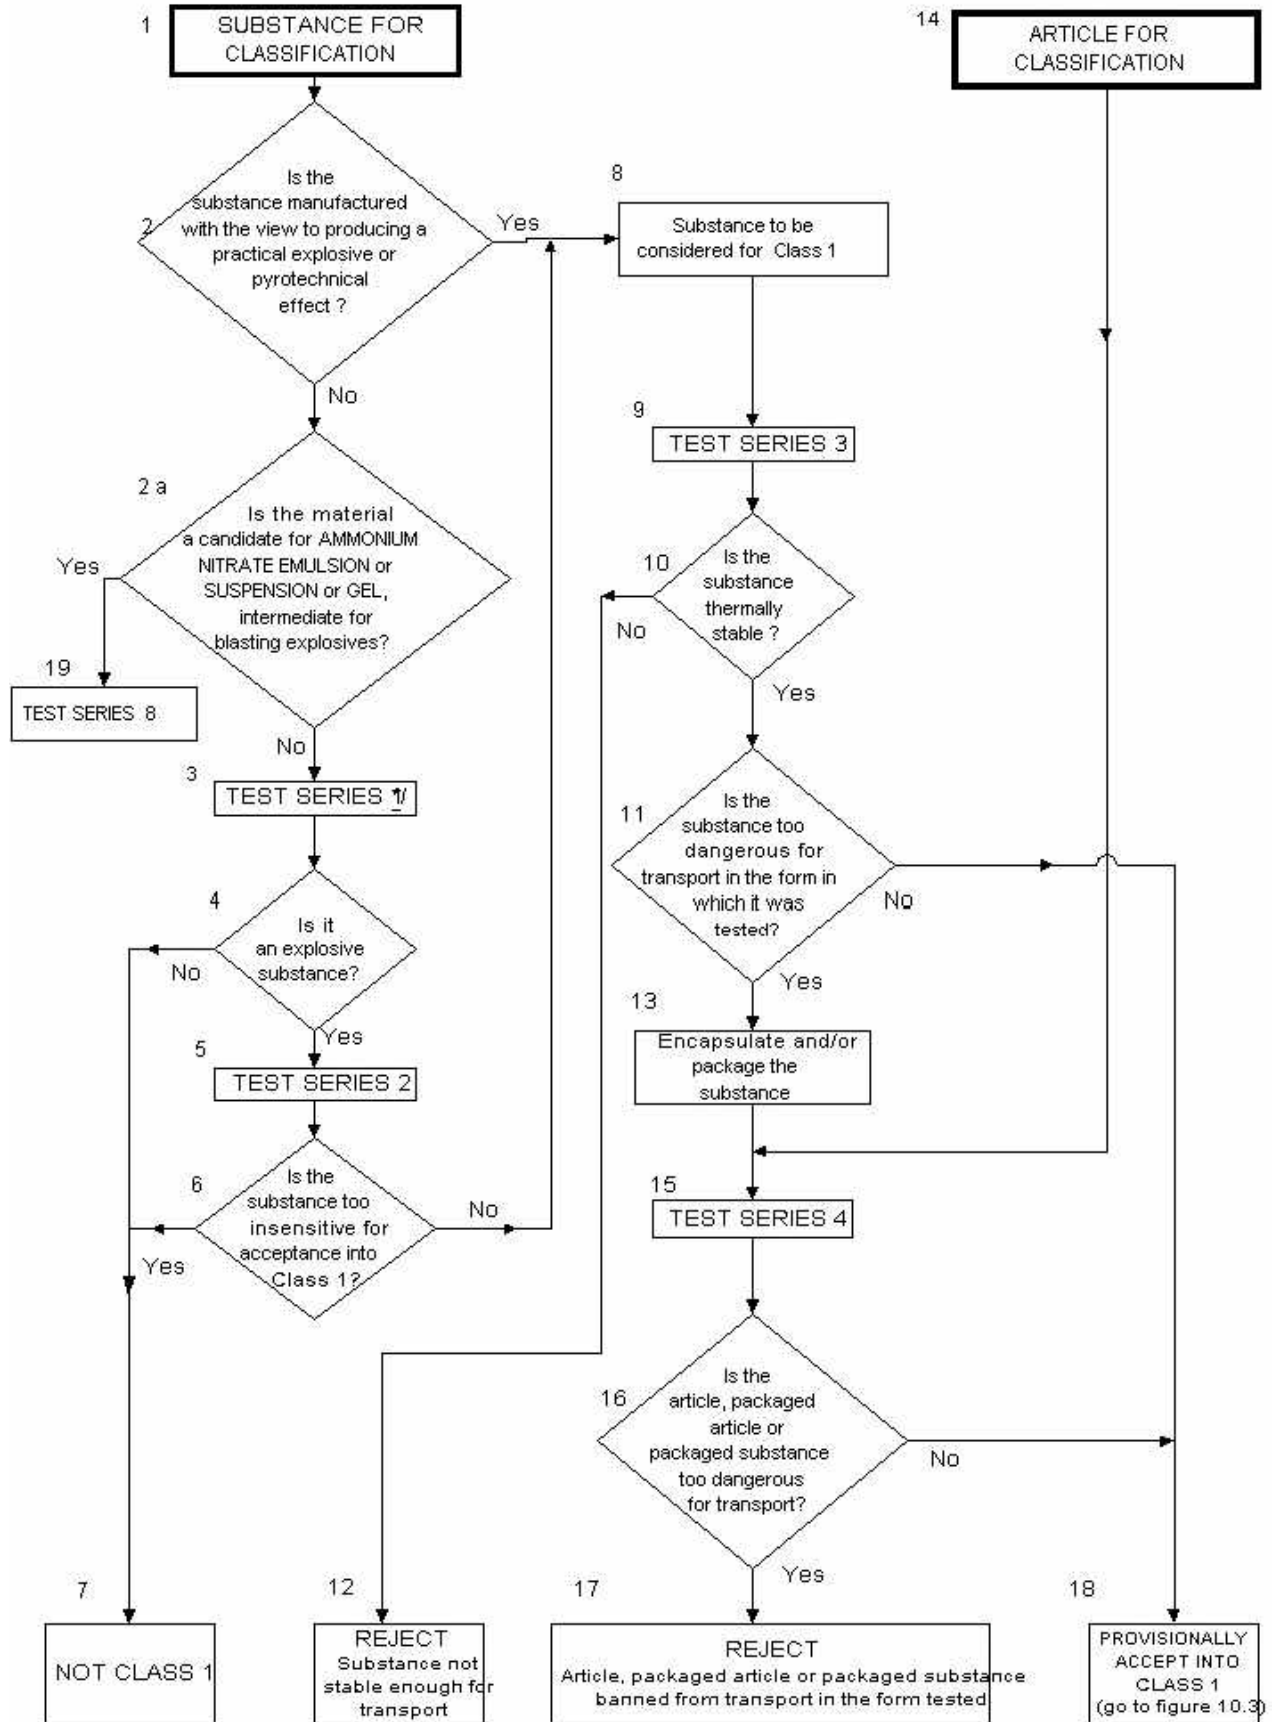 1
SUBSTANCE FOR
CLASSIFICATION
14
ARTICLE FOR
CLASSIFICATION
2
Is the
substance manufactured
with the view to producing a
practical explosive or
pyrotechnical
effect ?
Yes
No
8
Substance to be
considered for Class 1
9
TEST SERIES 3
2 a
Is the material
a candidate for AMMONIUM
NITRATE EMULSION or
SUSPENSION or GEL,
intermediate for
blasting explosives?
Yes
No
19
TEST SERIES 8
10
Is the
substance
thermally
stable ?
No
Yes
3
TEST SERIES 1/
11
Is the
substance too
dangerous for
transport in the form in
which it was
tested?
No
Yes
4
Is it
an explosive
substance?
No
Yes
13
Encapsulate and/or
package the
substance
5
TEST SERIES 2
6
Is the
substance too
insensitive for
acceptance into
Class 1?
No
Yes
15
TEST SERIES 4
16
Is the
article, packaged
article or
packaged substance
too dangerous
for transport?
No
Yes
7
NOT CLASS 1
12
REJECT
Substance not
stable enough for
transport
17
REJECT
Article, packaged article or packaged substance
banned from transport in the form tested
18
PROVISIONALLY
ACCEPT INTO
CLASS 1
(go to figure 10.3)